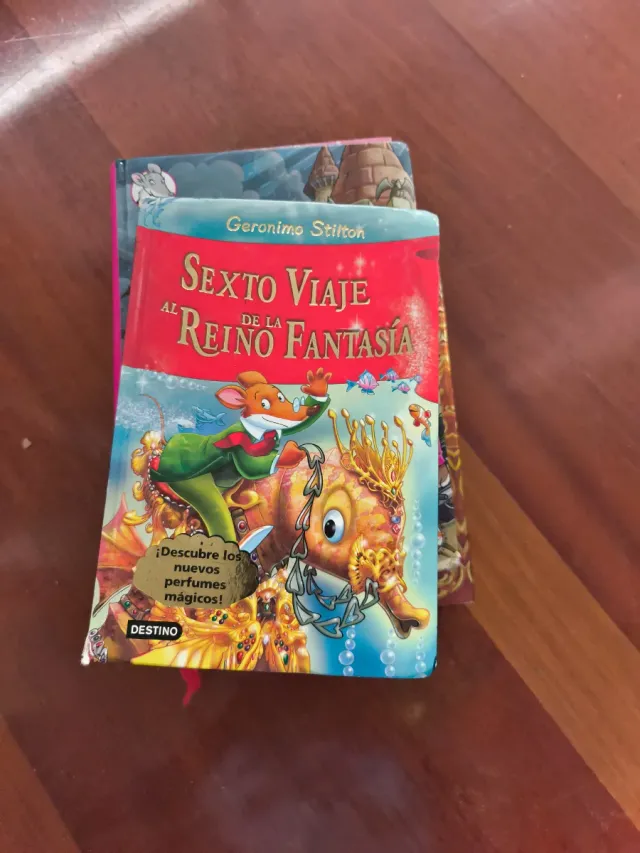 Geronimo Stilton
SEXTO VIAJE
AL REINO DE LA FANTASÍA
¡Descubre los
nuevos
perfumes
mágicos!
DESTINO